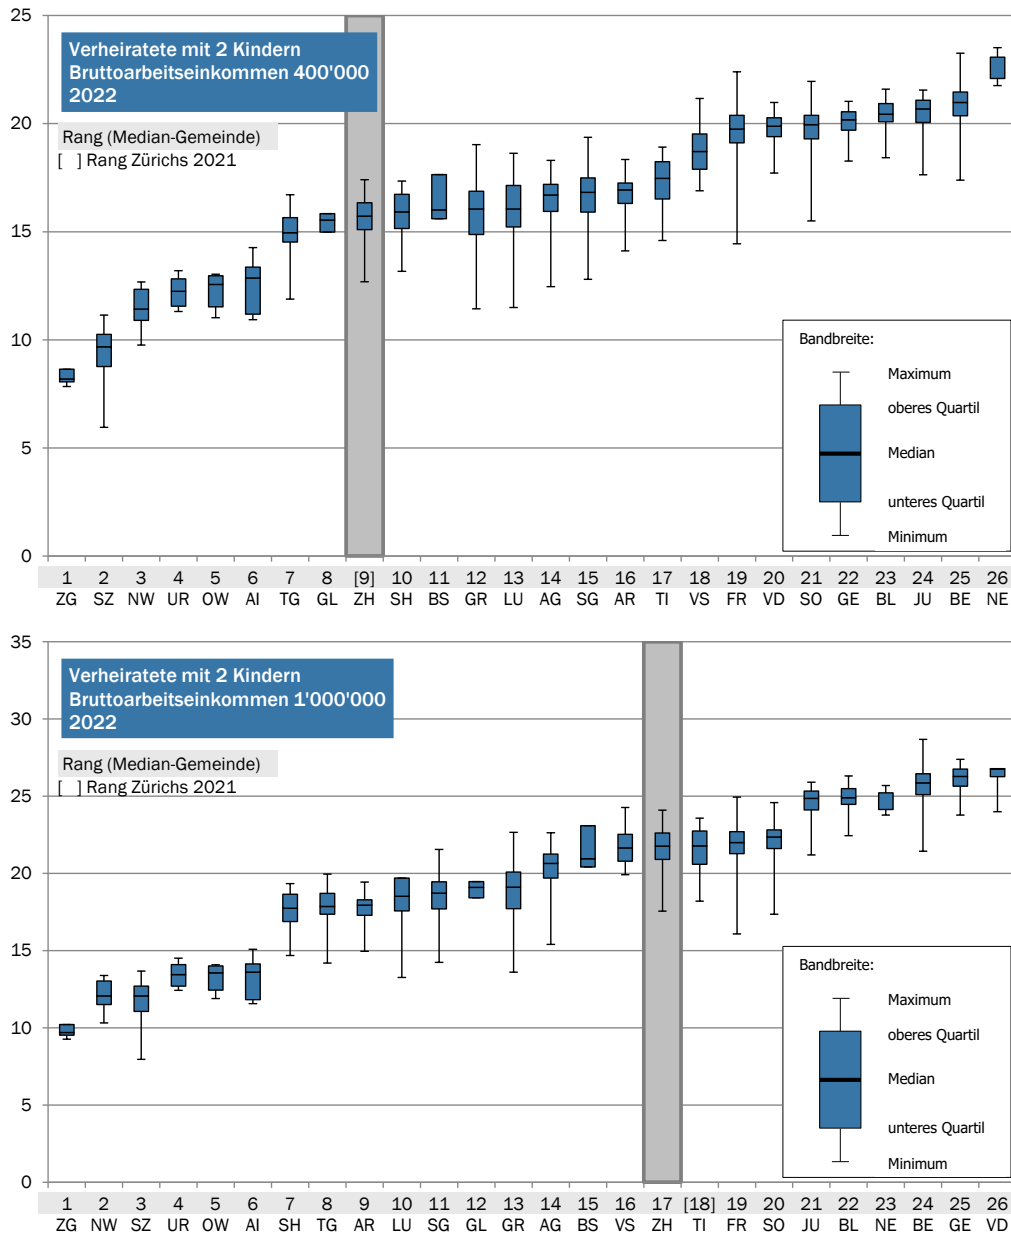 25
20
15
10
5
0
Verheiratete mit 2 Kindern
Bruttoarbeitseinkommen 400'000
2022
Rang (Median-Gemeinde)
[ ] Rang Zürichs 2021
Bandbreite:
Maximum
oberes Quartil
Median
unteres Quartil
Minimum
1 2 3 4 5 6 7 8 [9] 10 11 12 13 14 15 16 17 18 19 20 21 22 23 24 25 26
ZG SZ NW UR OW AI TG GL ZH SH BS GR LU AG SG AR TI VS FR VD SO GE BL JU BE NE
35
30
25
20
15
10
5
0
Verheiratete mit 2 Kindern
Bruttoarbeitseinkommen 1'000'000
2022
Rang (Median-Gemeinde)
[ ] Rang Zürichs 2021
Bandbreite:
Maximum
oberes Quartil
Median
unteres Quartil
Minimum
1 2 3 4 5 6 7 8 9 10 11 12 13 14 15 16 17 [18] 19 20 21 22 23 24 25 26
ZG NW SZ UR OW AI SH TG AR LU SG GL GR AG BS VS ZH TI FR SO JU BL NE BE GE VD